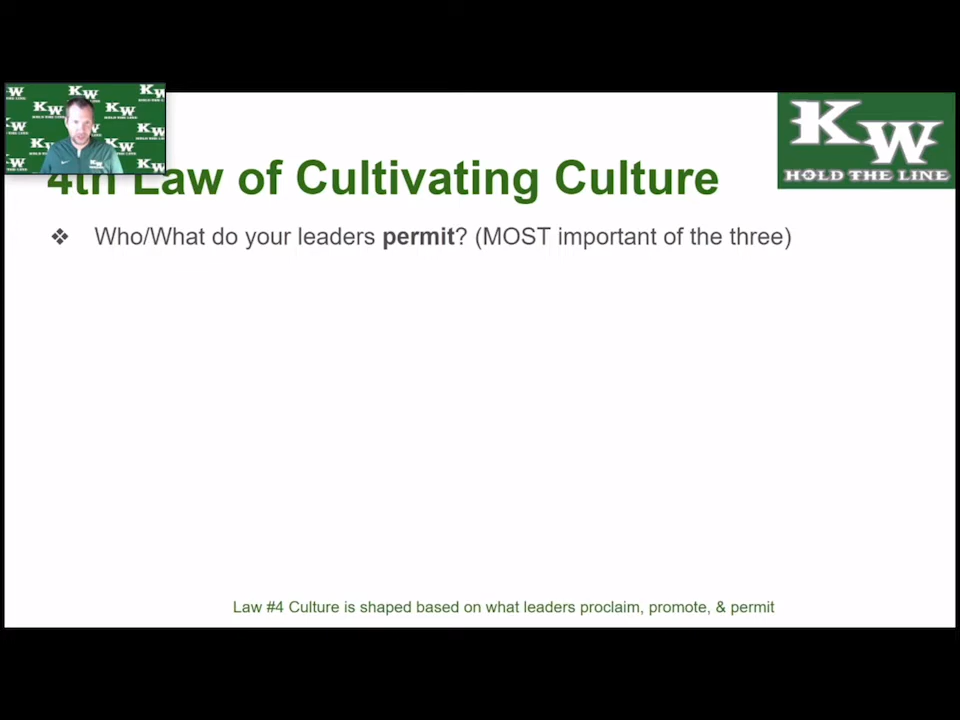 KW
HOLD THE LINE
4th Law of Cultivating Culture
❖ Who/What do your leaders permit? (MOST important of the three)
Law #4 Culture is shaped based on what leaders proclaim, promote, & permit